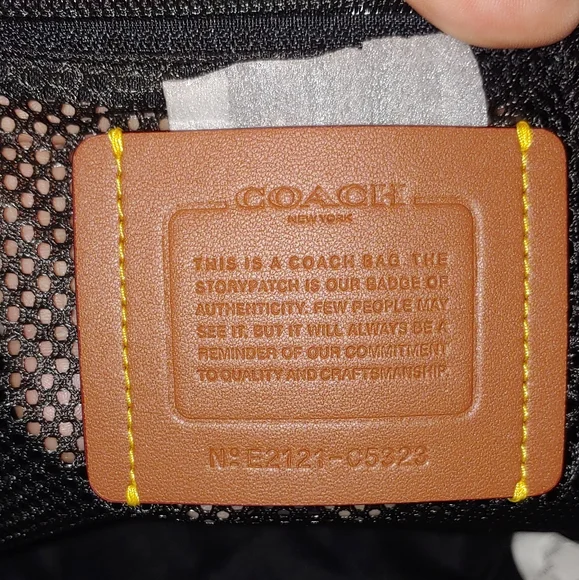 COACH
NEW YORK
THIS IS A COACH BAG. THE
STORYPATCH IS OUR BADGE OF
AUTHENTICITY. FEW PEOPLE MAY
SEE IT, BUT IT WILL ALWAYS BE A
REMINDER OF OUR COMMITMENT
TO QUALITY AND CRAFTSMANSHIP.
Nº E2121-C5323